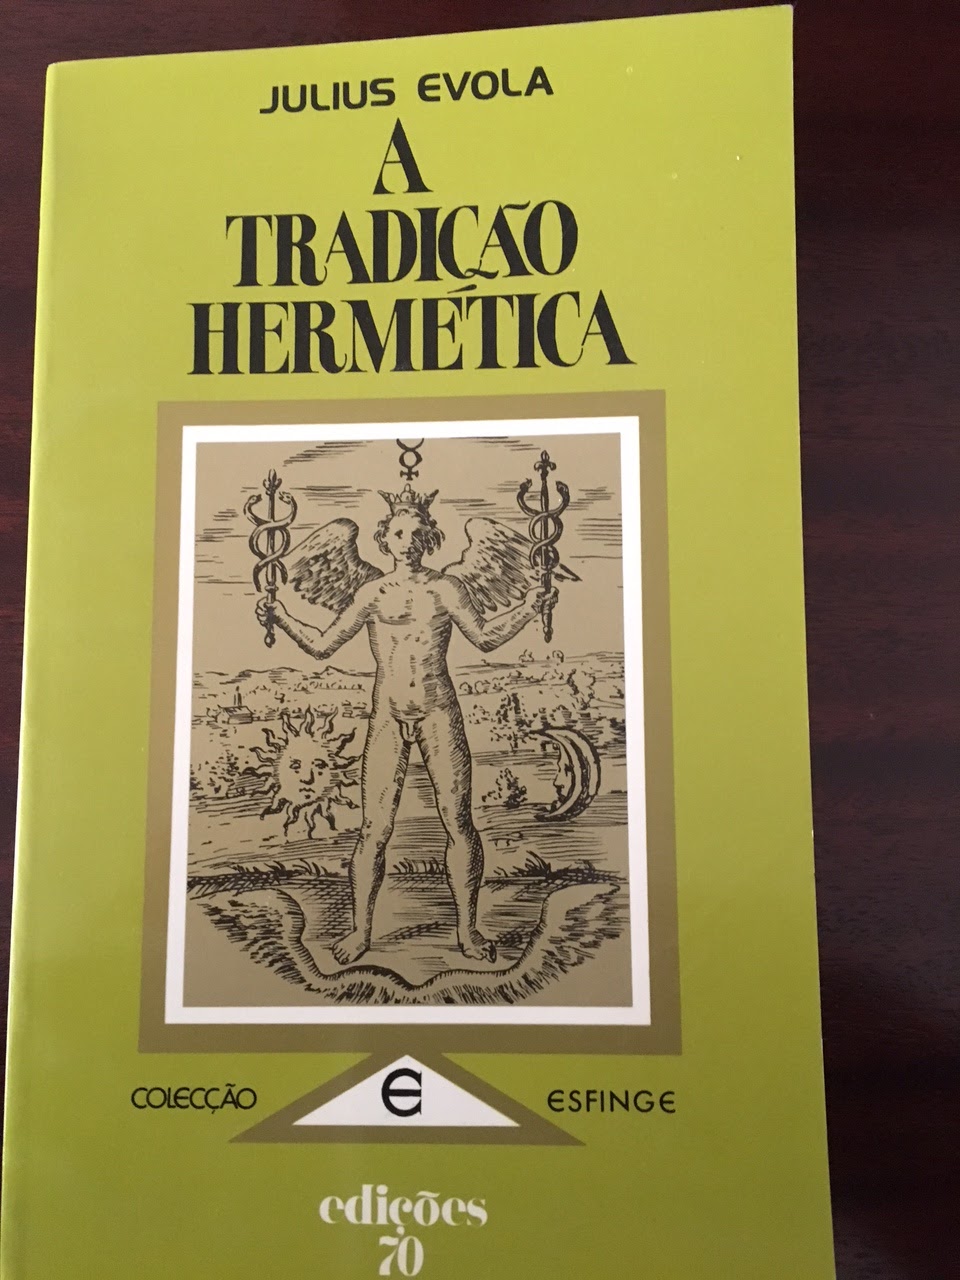 JULIUS EVOLA
A
TRADIÇÃO
HERMÉTICA
COLECÇÃO E ESFINGE
edições
70